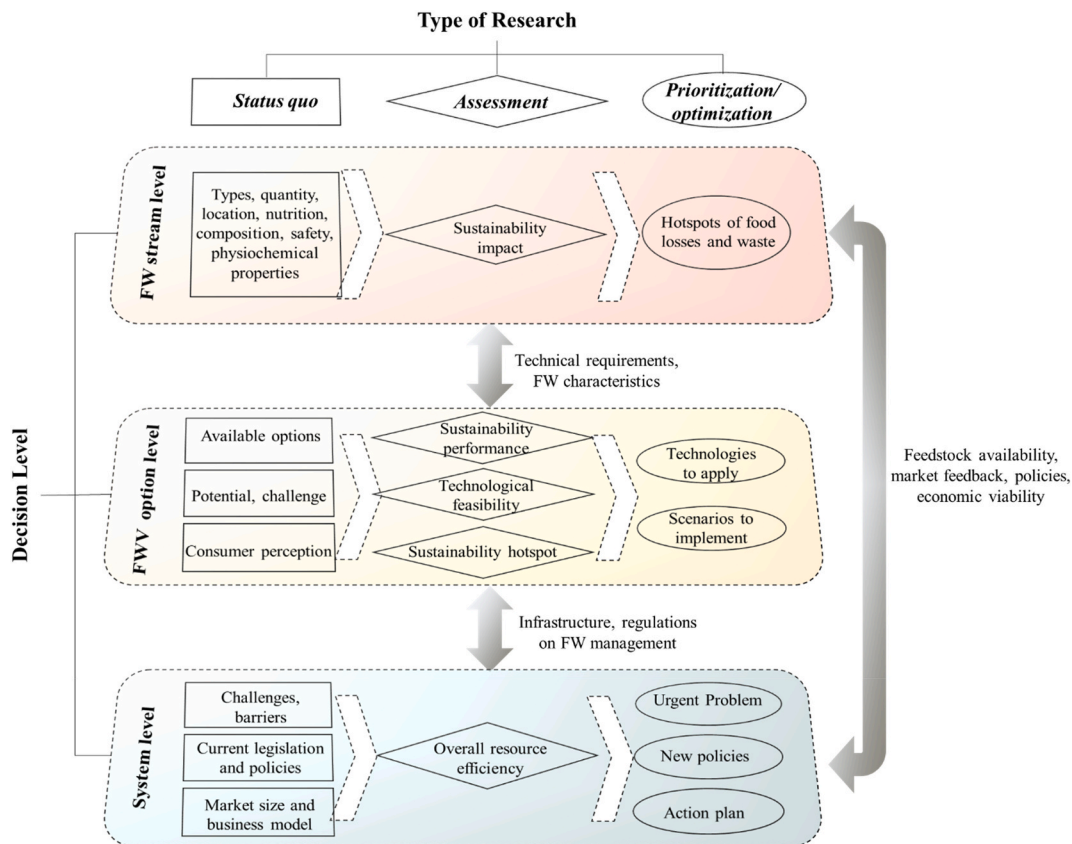 Type of Research
Status quo
Assessment
Prioritization/
optimization
Decision Level
FW stream level
Types, quantity,
location, nutrition,
composition, safety,
physiochemical
properties
Sustainability
impact
Hotspots of food
losses and waste
Technical requirements,
FW characteristics
FWV option level
Available options
Potential, challenge
Consumer perception
Sustainability
performance
Technological
feasibility
Sustainability hotspot
Technologies
to apply
Scenarios to
implement
Feedstock availability,
market feedback, policies,
economic viability
Infrastructure, regulations
on FW management
System level
Challenges,
barriers
Current legislation
and policies
Market size and
business model
Overall resource
efficiency
Urgent Problem
New policies
Action plan